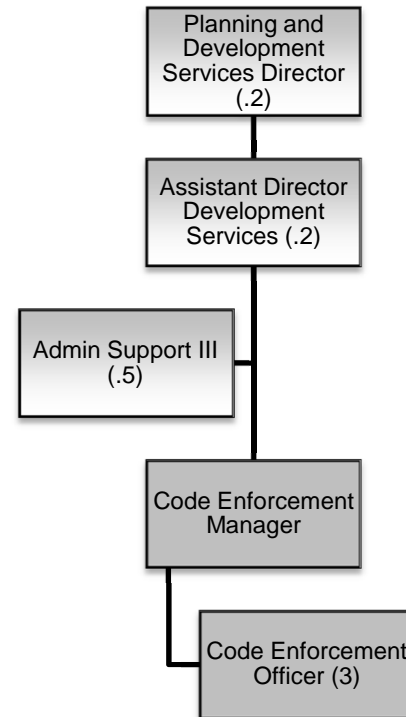 Planning and
Development
Services Director
(.2)
Assistant Director
Development
Services (.2)
Admin Support III
(.5)
Code Enforcement
Manager
Code Enforcement
Officer (3)